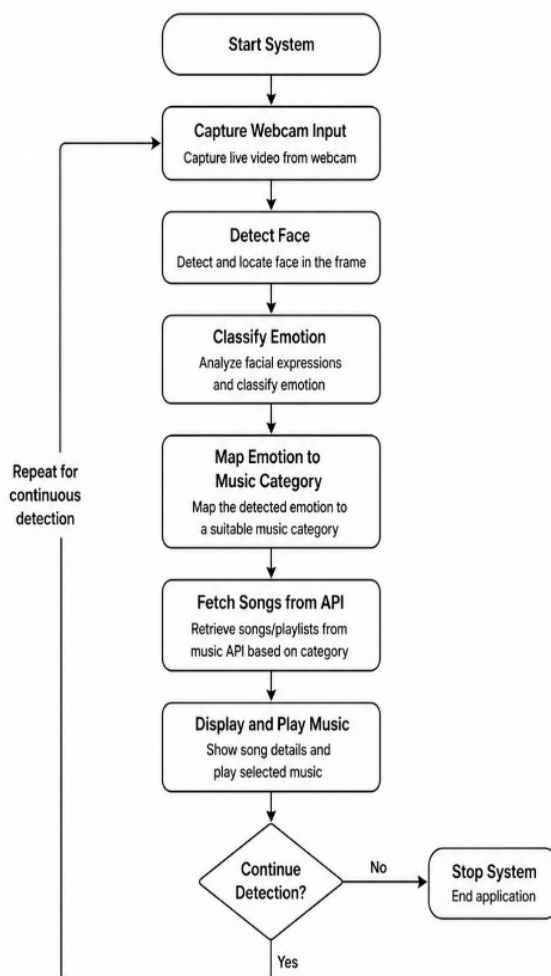 Start System
Capture Webcam Input
Capture live video from webcam
Detect Face
Detect and locate face in the frame
Classify Emotion
Analyze facial expressions
and classify emotion
Map Emotion to
Music Category
Map the detected emotion to
a suitable music category
Repeat for
continuous
detection
Fetch Songs from API
Retrieve songs/playlists from
music API based on category
Display and Play Music
Show song details and
play selected music
Continue
Detection?
No
Stop System
End application
Yes